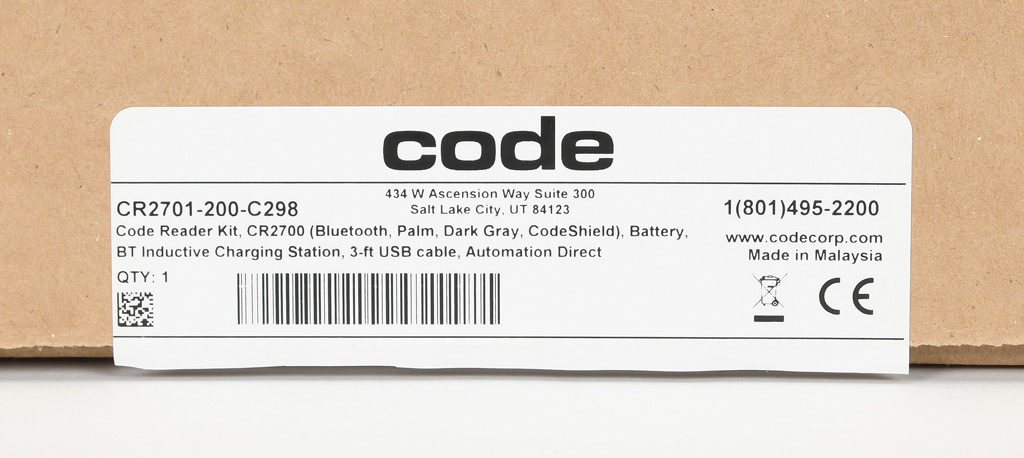 code
434 W Ascension Way Suite 300
Salt Lake City, UT 84123
CR2701-200-C298
1(801)495-2200
Code Reader Kit, CR2700 (Bluetooth, Palm, Dark Gray, CodeShield), Battery,
BT Inductive Charging Station, 3-ft USB cable, Automation Direct
www.codecorp.com
Made in Malaysia
QTY: 1
CE